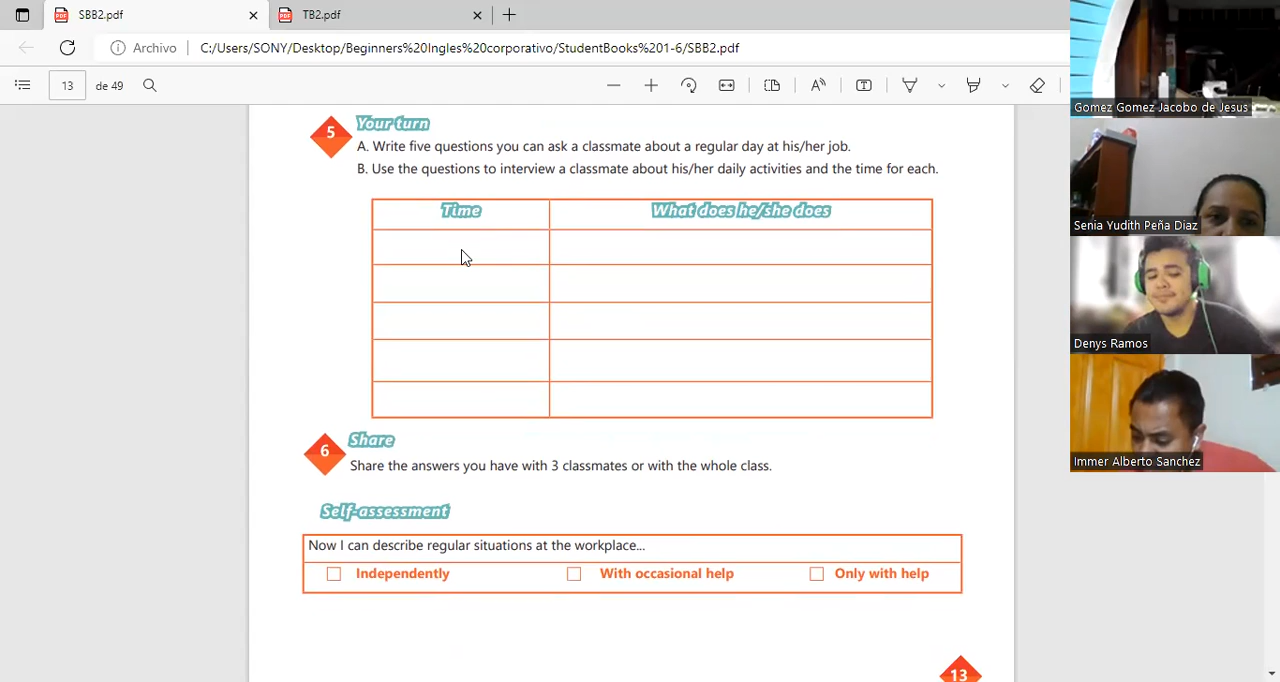 SBB2.pdf
TB2.pdf
Archivo
C:/Users/SONY/Desktop/Beginners%20Ingles%20corporativo/StudentBooks%201-6/SBB2.pdf
13 de 49
5 Your turn
A. Write five questions you can ask a classmate about a regular day at his/her job.
B. Use the questions to interview a classmate about his/her daily activities and the time for each.
Time What does he/she does
6 Share
Share the answers you have with 3 classmates or with the whole class.
Self-assessment
Now I can describe regular situations at the workplace...
Independently With occasional help Only with help
13
Gomez Gomez Jacobo de Jesus
Senia Yudith Peña Diaz
Denys Ramos
Immer Alberto Sanchez